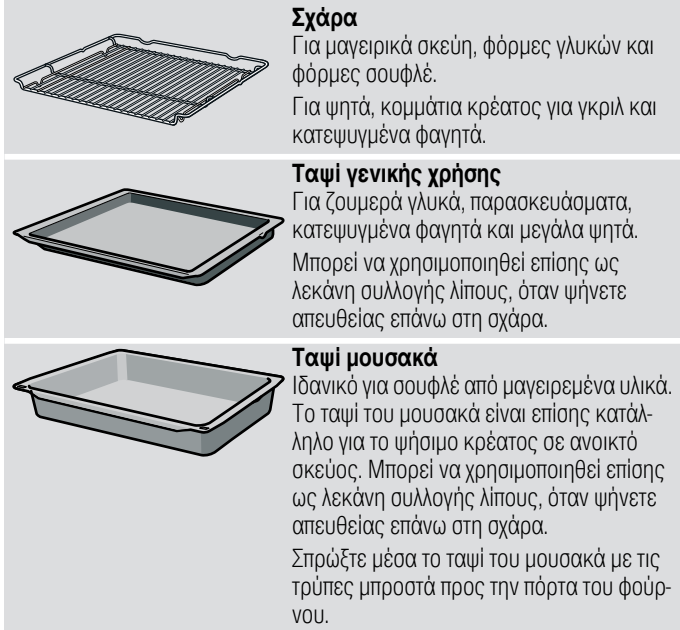 Σχάρα
Για μαγειρικά σκεύη, φόρμες γλυκών και
φόρμες σουφλέ.
Για ψητά, κομμάτια κρέατος για γκριλ και
κατεψυγμένα φαγητά.
Ταψί γενικής χρήσης
Για ζουμερά γλυκά, παρασκευάσματα,
κατεψυγμένα φαγητά και μεγάλα ψητά.
Μπορεί να χρησιμοποιηθεί επίσης ως
λεκάνη συλλογής λίπους, όταν ψήνετε
απευθείας επάνω στη σχάρα.
Ταψί μουσακά
Ιδανικό για σουφλέ από μαγειρεμένα υλικά.
Το ταψί του μουσακά είναι επίσης κατάλ-
ληλο για το ψήσιμο κρέατος σε ανοικτό
σκεύος. Μπορεί να χρησιμοποιηθεί επίσης
ως λεκάνη συλλογής λίπους, όταν ψήνετε
απευθείας επάνω στη σχάρα.
Σπρώξτε μέσα το ταψί του μουσακά με τις
τρύπες μπροστά προς την πόρτα του φούρ-
νου.